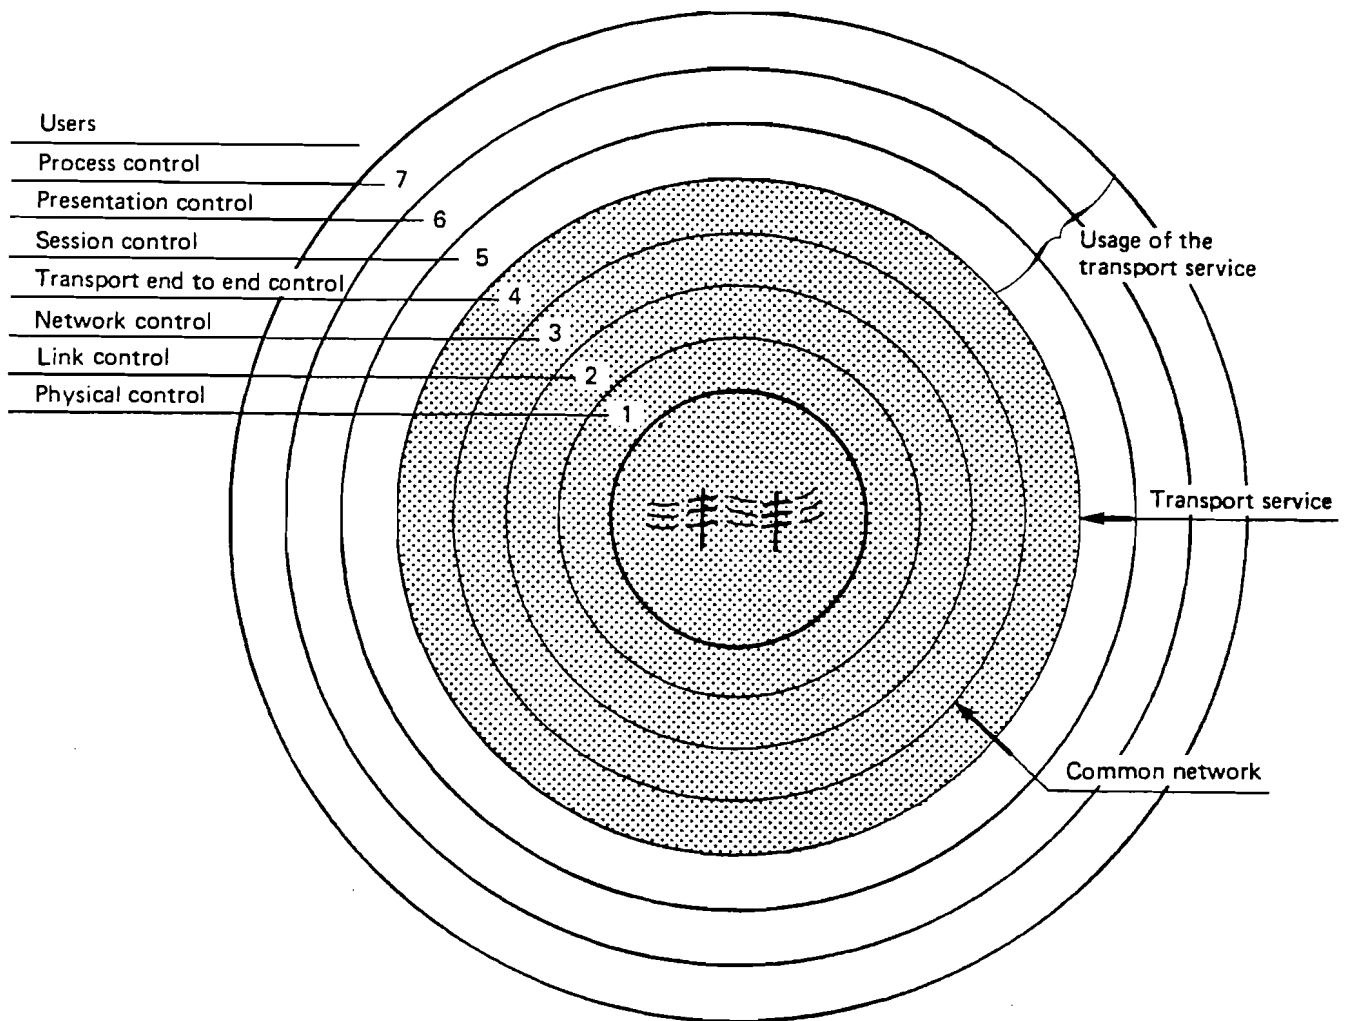 Users
Process control
7
Presentation control
6
Session control
5
Transport end to end control
4
Network control
3
Link control
2
Physical control
1
Usage of the
transport service
Transport service
Common network